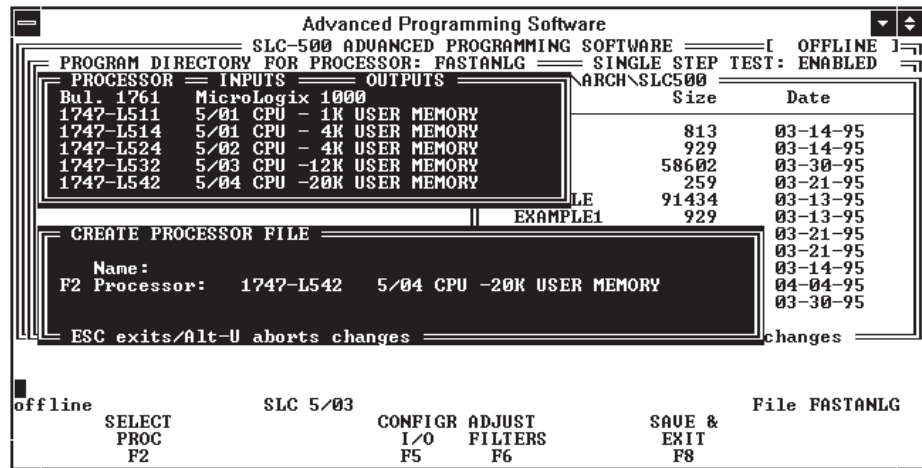 Advanced Programming Software
SLC-500 ADVANCED PROGRAMMING SOFTWARE [ OFFLINE ]
PROGRAM DIRECTORY FOR PROCESSOR: FASTANLG SINGLE STEP TEST: ENABLED
PROCESSOR INPUTS OUTPUTS \ARCH\SLC500
Bul. 1761 MicroLogix 1000 Size Date
1747-L511 5/01 CPU - 1K USER MEMORY
1747-L514 5/01 CPU - 4K USER MEMORY 813 03-14-95
1747-L524 5/02 CPU - 4K USER MEMORY 929 03-14-95
1747-L532 5/03 CPU -12K USER MEMORY 58602 03-30-95
1747-L542 5/04 CPU -20K USER MEMORY 259 03-21-95
LE 91434 03-13-95
EXAMPLE1 929 03-13-95
CREATE PROCESSOR FILE 03-21-95
03-21-95
Name: 03-14-95
F2 Processor: 1747-L542 5/04 CPU -20K USER MEMORY 04-04-95
03-30-95
ESC exits/Alt-U aborts changes changes
offline SLC 5/03 File FASTANLG
SELECT CONFIGR ADJUST SAVE &
PROC I/O FILTERS EXIT
F2 F5 F6 F8